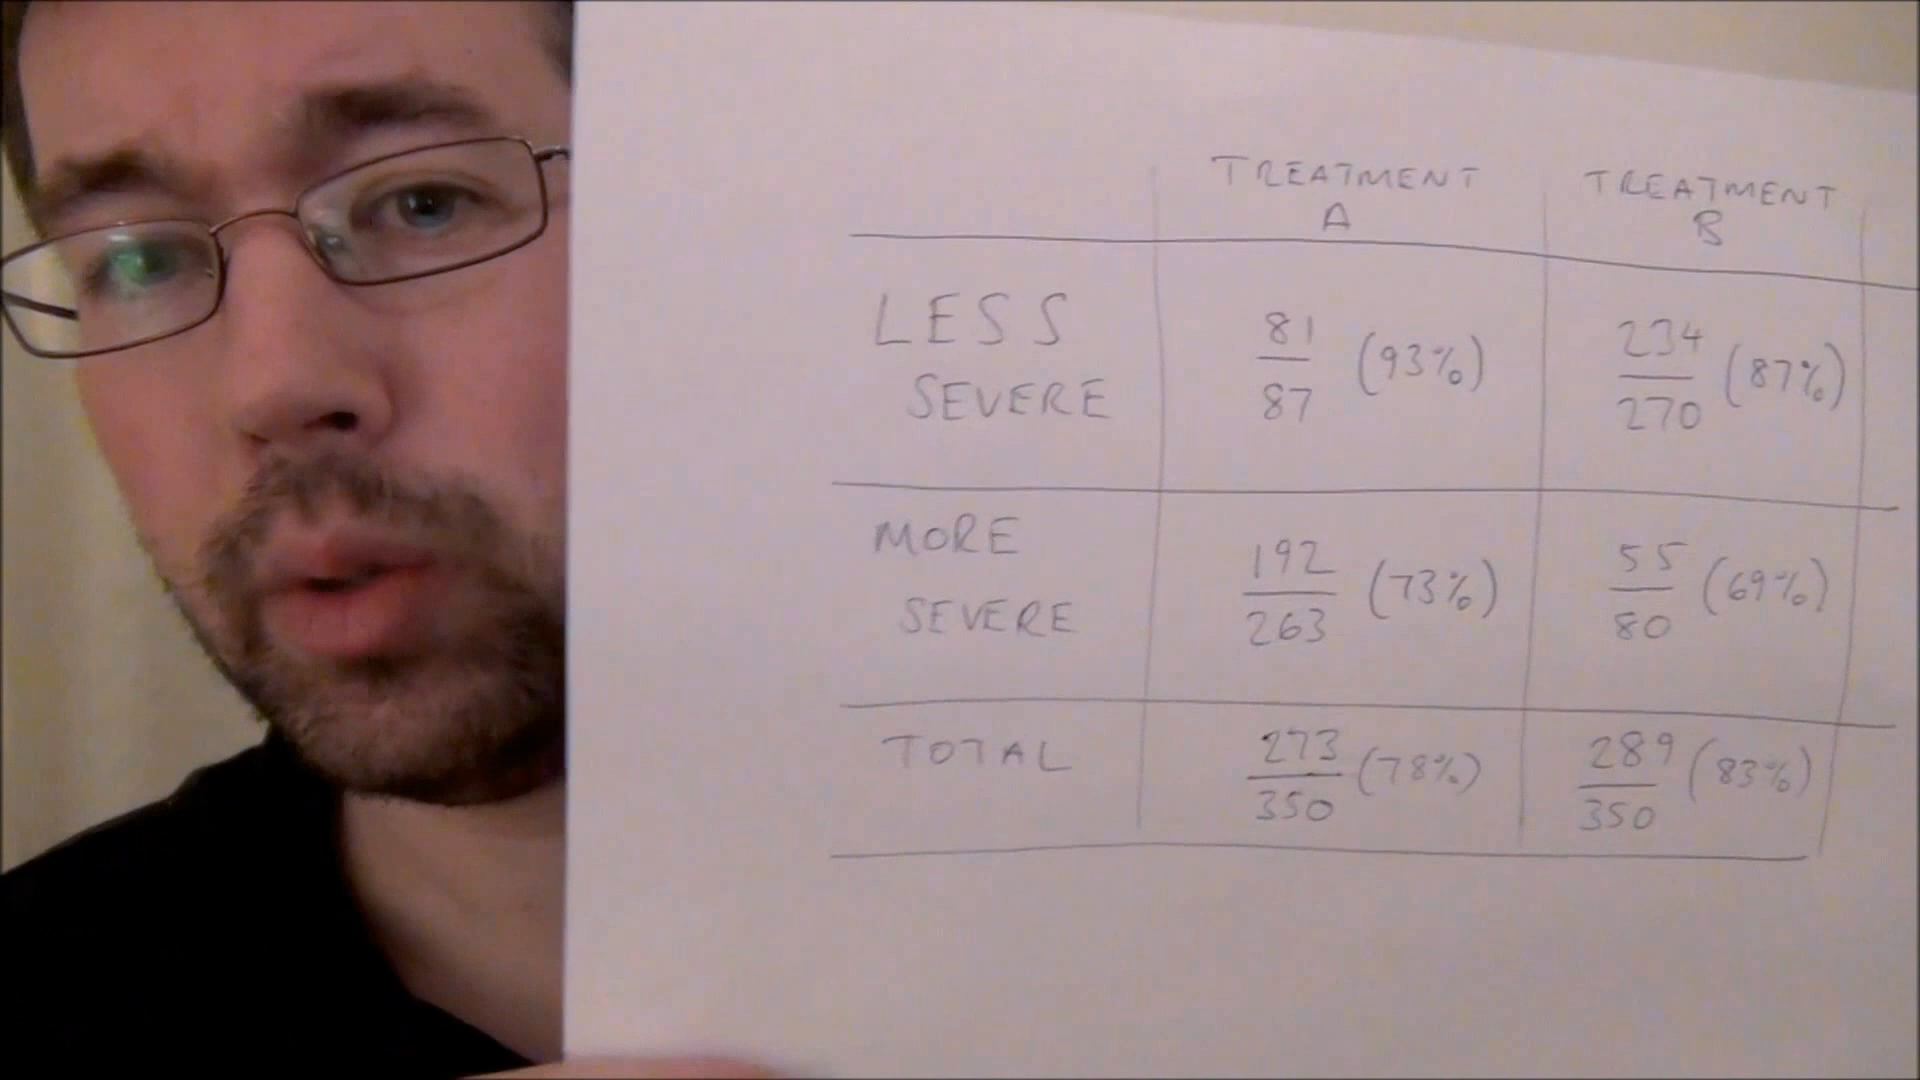 TREATMENT
A
TREATMENT
B
LESS
SEVERE
81
87
(93%)
234
270
(87%)
MORE
SEVERE
192
263
(73%)
55
80
(69%)
TOTAL
273
350
(78%)
289
350
(83%)